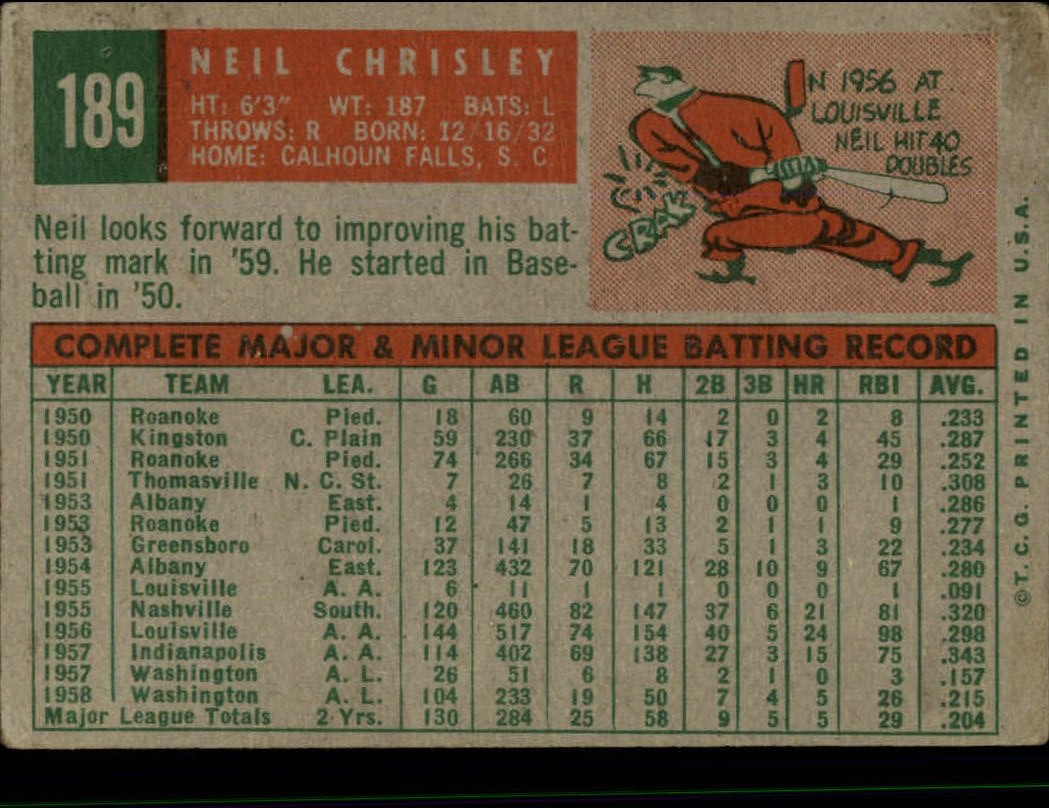 189
NEIL CHRISLEY
HT: 6'3" WT: 187 BATS: L
THROWS: R BORN: 12/16/32
HOME: CALHOUN FALLS, S. C.
IN 1956 AT
LOUISVILLE
NEIL HIT 40
DOUBLES
CRAK
Neil looks forward to improving his bat-
ting mark in '59. He started in Base-
ball in '50.
COMPLETE MAJOR & MINOR LEAGUE BATTING RECORD
YEAR TEAM LEA. G AB R H 2B 3B HR RBI AVG.
1950 Roanoke Pied. 18 60 9 14 2 0 2 8 .233
1950 Kingston C. Plain 59 230 37 66 17 3 4 45 .287
1951 Roanoke Pied. 74 266 34 67 15 3 4 29 .252
1951 Thomasville N. C. St. 7 26 7 8 2 1 3 10 .308
1953 Albany East. 4 14 1 4 0 0 0 1 .286
1953 Roanoke Pied. 12 47 5 13 2 1 1 9 .277
1953 Greensboro Carol. 37 141 18 33 5 1 3 22 .234
1954 Albany East. 123 432 70 121 28 10 9 67 .280
1955 Louisville A. A. 6 11 1 1 0 0 0 1 .091
1955 Nashville South. 120 460 82 147 37 6 21 81 .320
1956 Louisville A. A. 144 517 74 154 40 5 24 98 .298
1957 Indianapolis A. A. 114 402 69 138 27 3 15 75 .343
1957 Washington A. L. 26 51 6 8 2 1 0 3 .157
1958 Washington A. L. 104 233 19 50 7 4 5 26 .215
Major League Totals 2 Yrs. 130 284 25 58 9 5 5 29 .204
©T. C. G. PRINTED IN U.S.A.